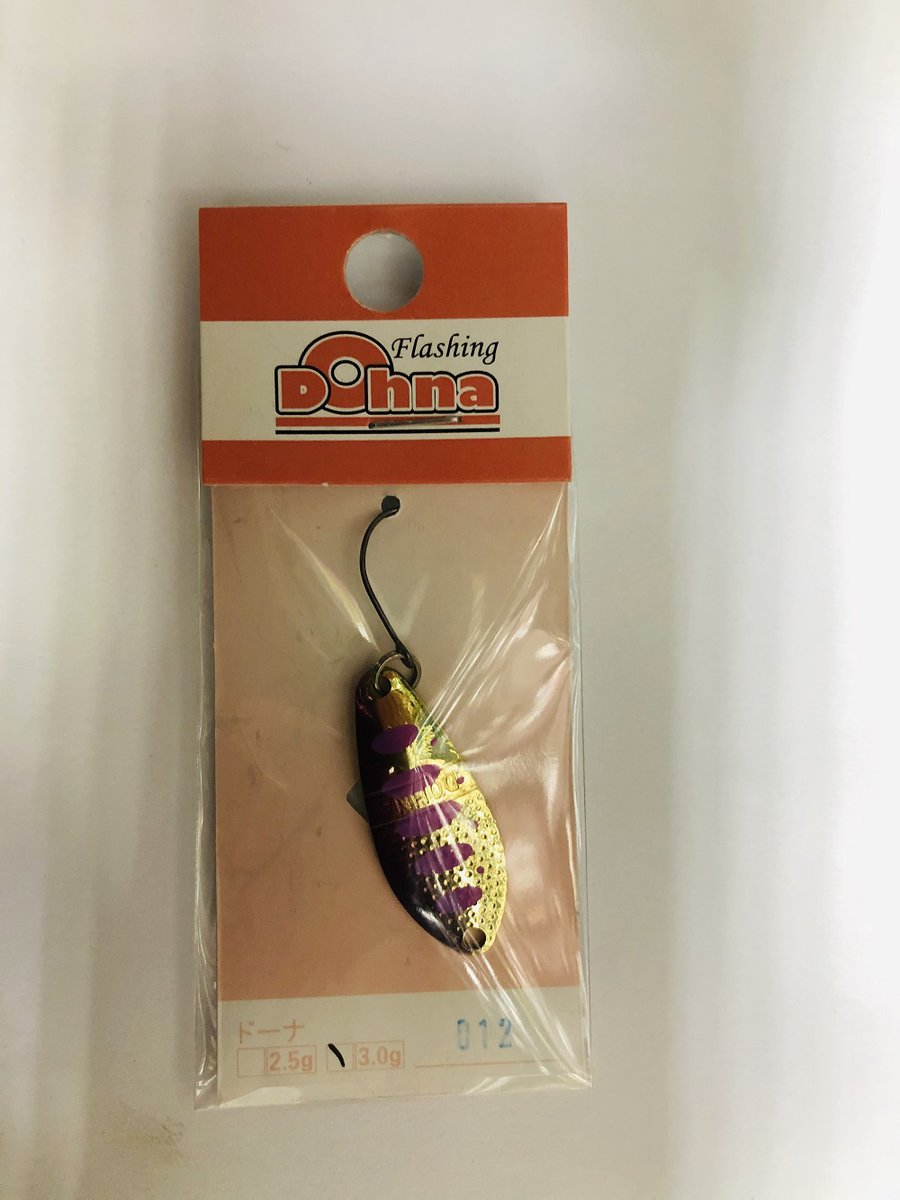 Flashing
Dohna
ドーナ
2.5g 3.0g 012